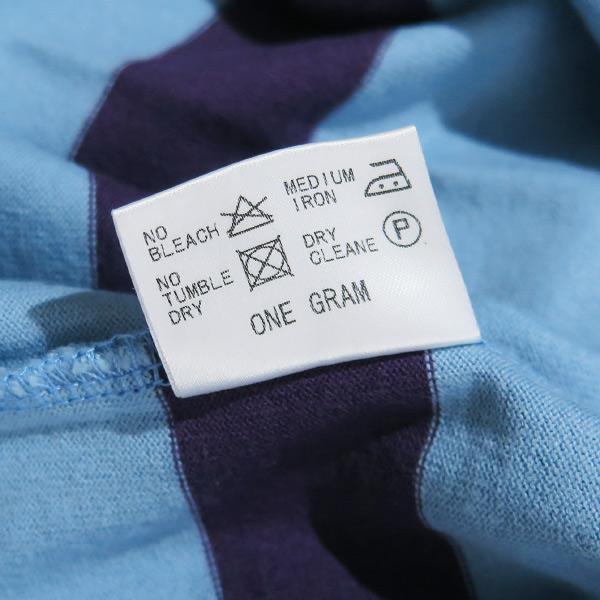 NO
BLEACH
MEDIUM
IRON
NO
TUMBLE
DRY
DRY
CLEANE
P
ONE GRAM